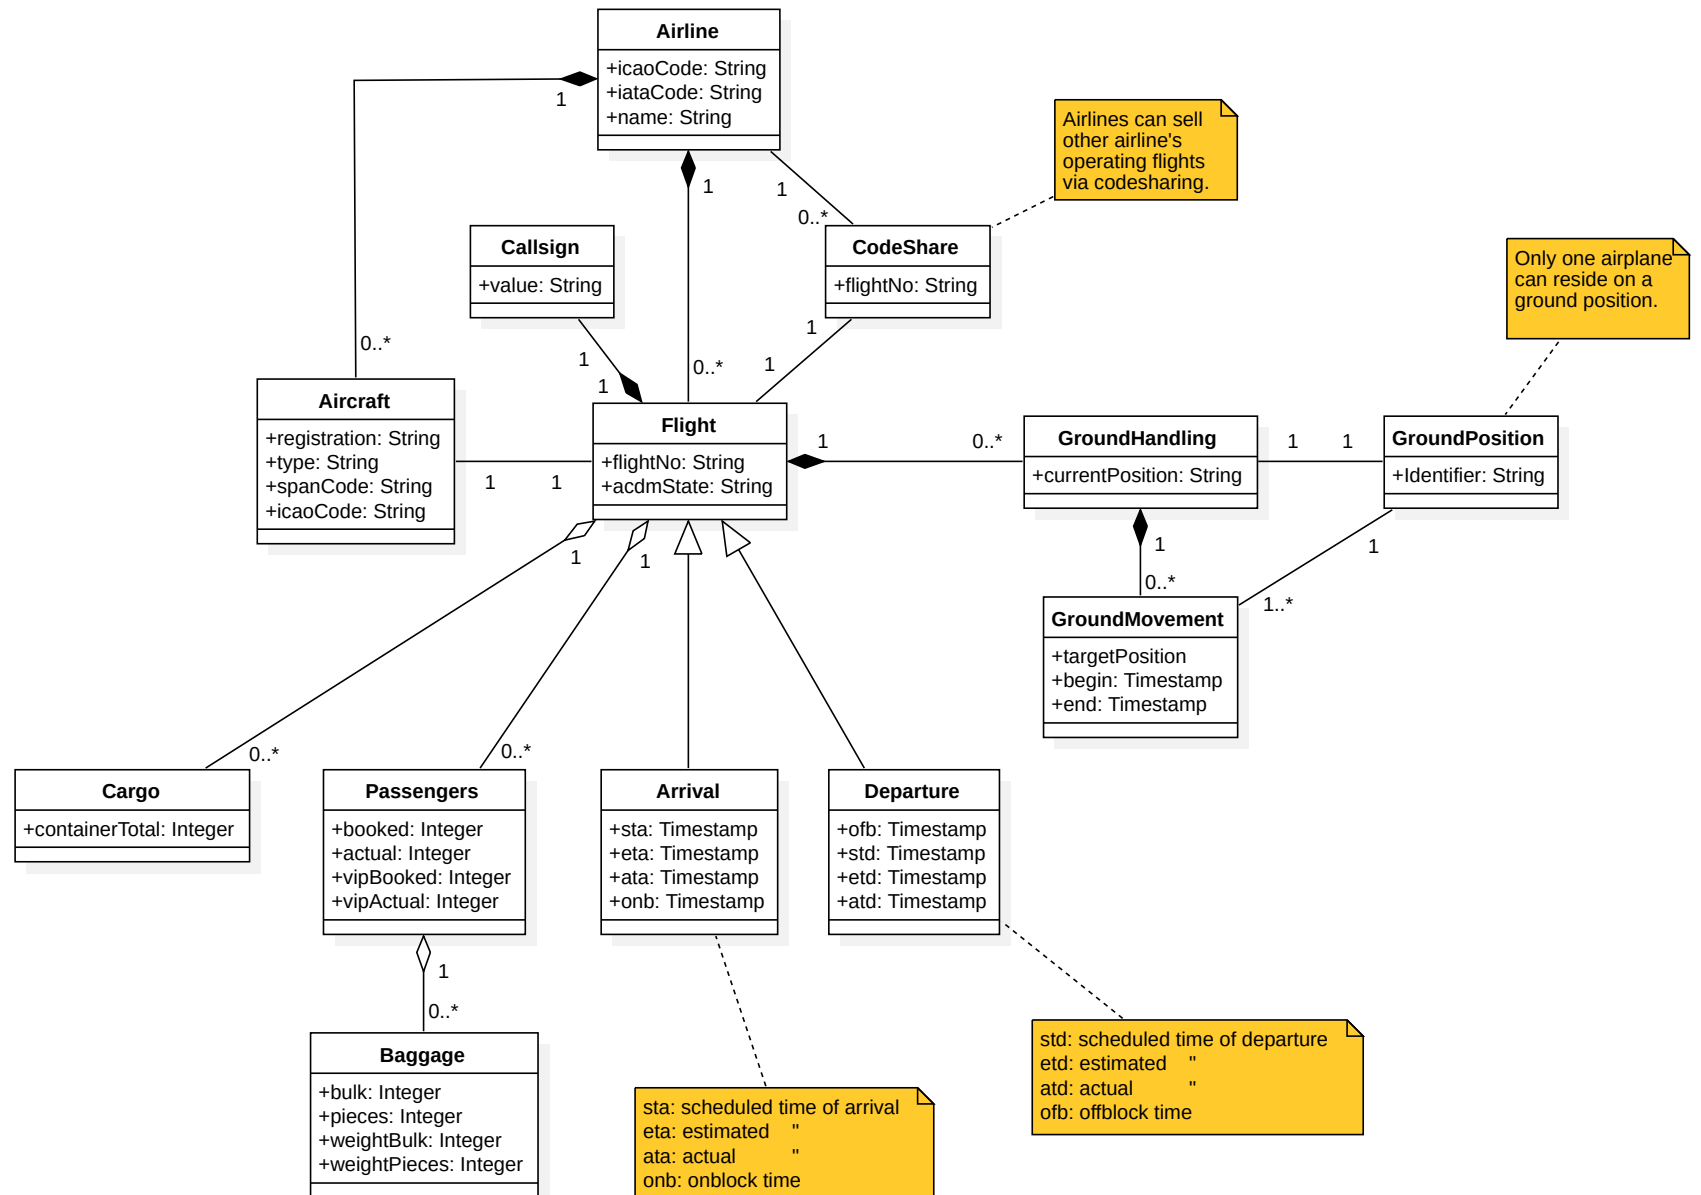 Airline
+icaoCode: String
+iataCode: String
+name: String
1
1
1
0..*
Airlines can sell
other airline's
operating flights
via codesharing.
Callsign
+value: String
CodeShare
+flightNo: String
Only one airplane
can reside on a
ground position.
0..*
1
1
0..*
1
1
Aircraft
+registration: String
+type: String
+spanCode: String
+icaoCode: String
1
1
Flight
+flightNo: String
+acdmState: String
1
0..*
GroundHandling
+currentPosition: String
1
1
GroundPosition
+Identifier: String
1
1
1
0..*
1
1..*
GroundMovement
+targetPosition
+begin: Timestamp
+end: Timestamp
0..*
0..*
Cargo
+containerTotal: Integer
Passengers
+booked: Integer
+actual: Integer
+vipBooked: Integer
+vipActual: Integer
Arrival
+sta: Timestamp
+eta: Timestamp
+ata: Timestamp
+onb: Timestamp
Departure
+ofb: Timestamp
+std: Timestamp
+etd: Timestamp
+atd: Timestamp
1
0..*
Baggage
+bulk: Integer
+pieces: Integer
+weightBulk: Integer
+weightPieces: Integer
sta: scheduled time of arrival
eta: estimated "
ata: actual "
onb: onblock time
std: scheduled time of departure
etd: estimated "
atd: actual "
ofb: offblock time